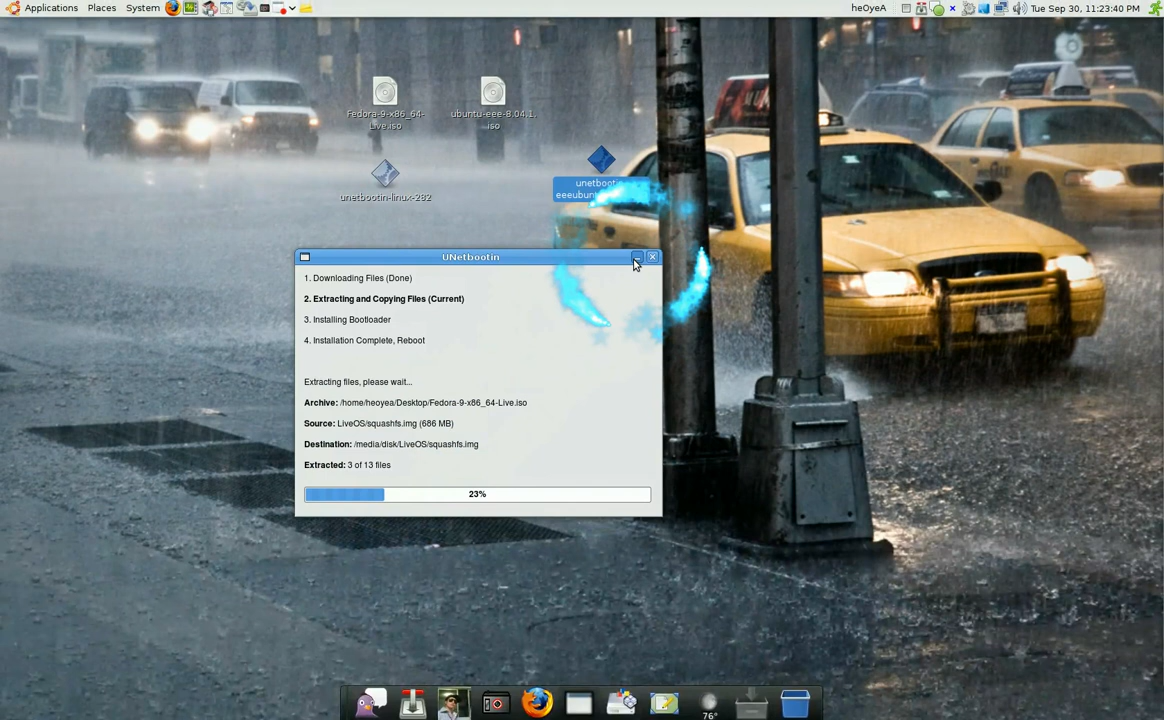 Applications Places System
heOyeA
Tue Sep 30, 11:23:40 PM
Fedora-9-x86_64-
Live.iso
ubuntu-eee-8.04.1.
iso
unetbootin-linux-282
unetboot
eeeubun
UNetbootin
1. Downloading Files (Done)
2. Extracting and Copying Files (Current)
3. Installing Bootloader
4. Installation Complete, Reboot
Extracting files, please wait...
Archive: /home/heoyea/Desktop/Fedora-9-x86_64-Live.iso
Source: LiveOS/squashfs.img (686 MB)
Destination: /media/disk/LiveOS/squashfs.img
Extracted: 3 of 13 files
23%
76°